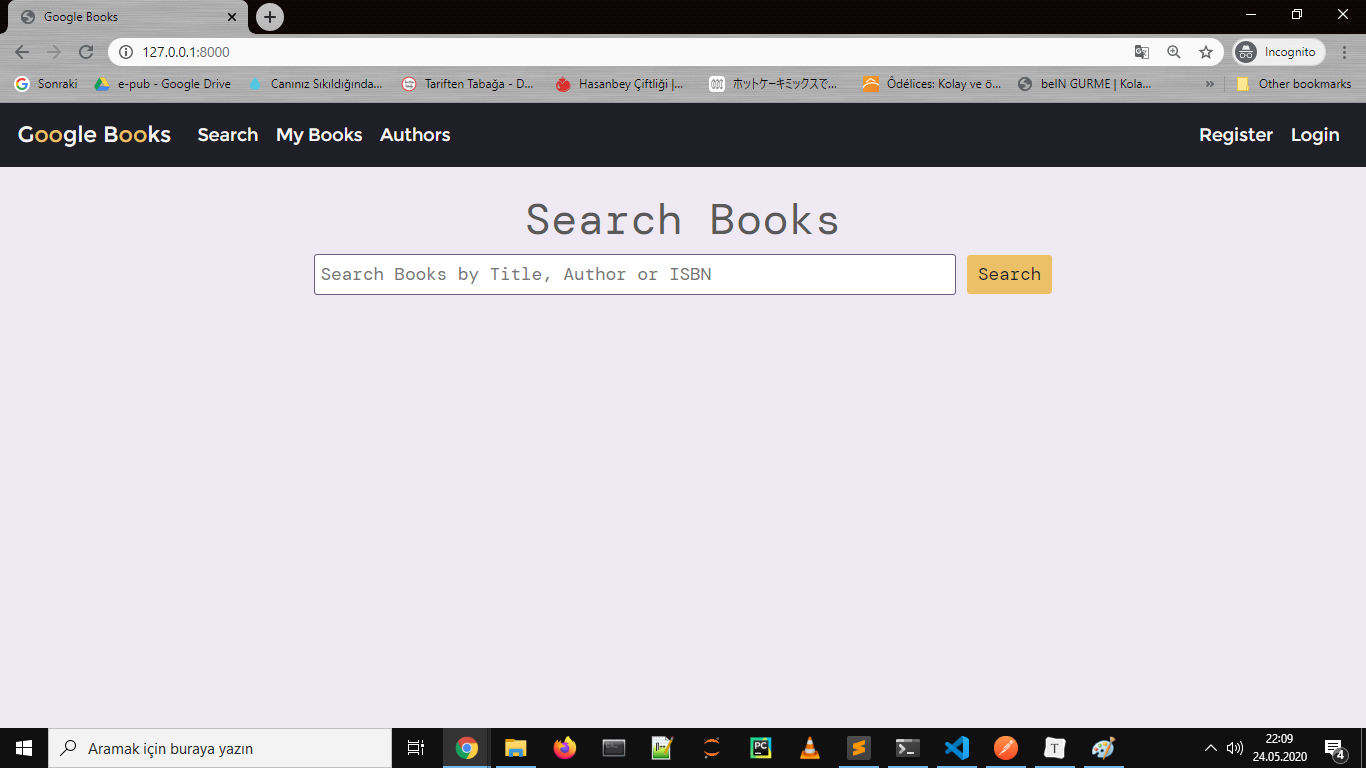 Google Books
127.0.0.1:8000
Incognito
Sonraki
e-pub - Google Drive
Canınız Sıkıldığında...
Tariften Tabağa - D...
Hasanbey Çiftliği |...
ホットケーキミックスで...
Ôdélices: Kolay ve ö...
beIN GURME | Kola...
»
Other bookmarks
Google Books
Search
My Books
Authors
Register
Login
Search Books
Search Books by Title, Author or ISBN
Search
Aramak için buraya yazın
PC
T
22:09
24.05.2020
4